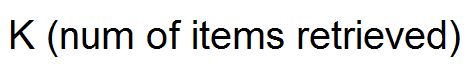 K (num of items retrieved)